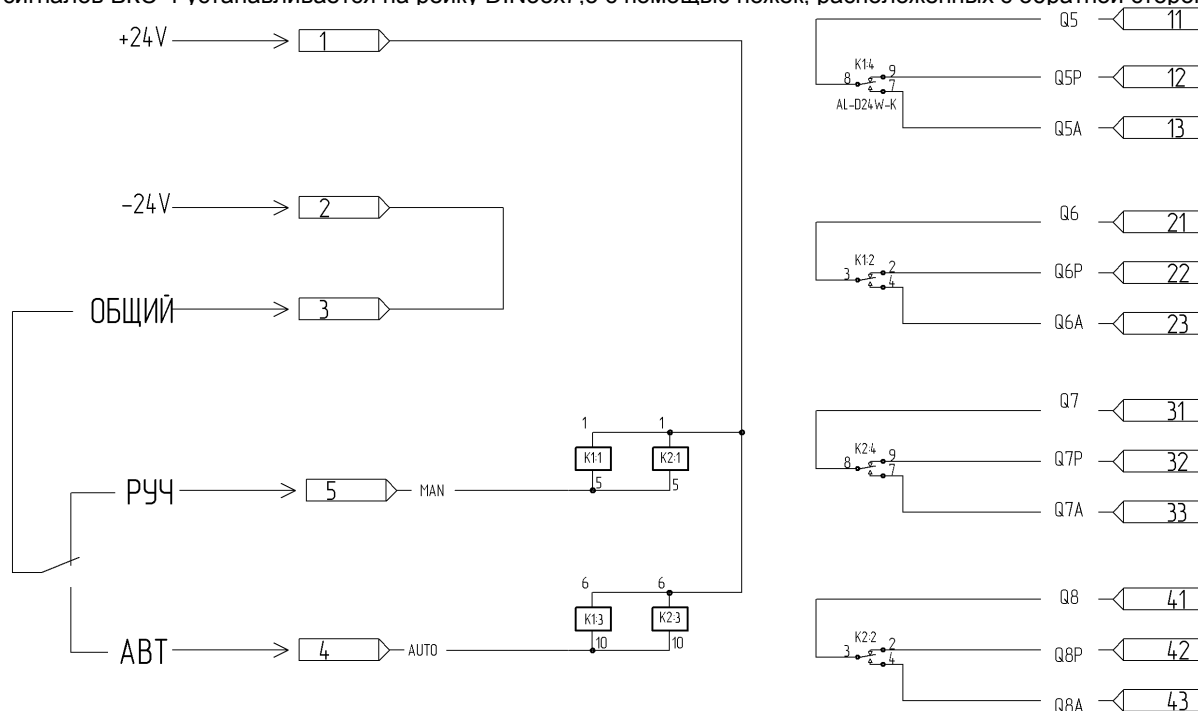 сигналов БКС-4 устанавливается на рейку DIN35x7,5 с помощью ножек, расположенных с обратной сторо
+24V 1
-24V 2
ОБЩИЙ 3
РУЧ 5 MAN
АВТ 4 AUTO
1 1
K1:1 K2:1
5 5
6 6
K1:3 K2:3
10 10
Q5 11
K1:4
8 9
7
AL-D24W-K
Q5P 12
Q5A 13
Q6 21
K1:2
3 2
4
Q6P 22
Q6A 23
Q7 31
K2:4
8 9
7
Q7P 32
Q7A 33
Q8 41
K2:2
3 2
4
Q8P 42
Q8A 43